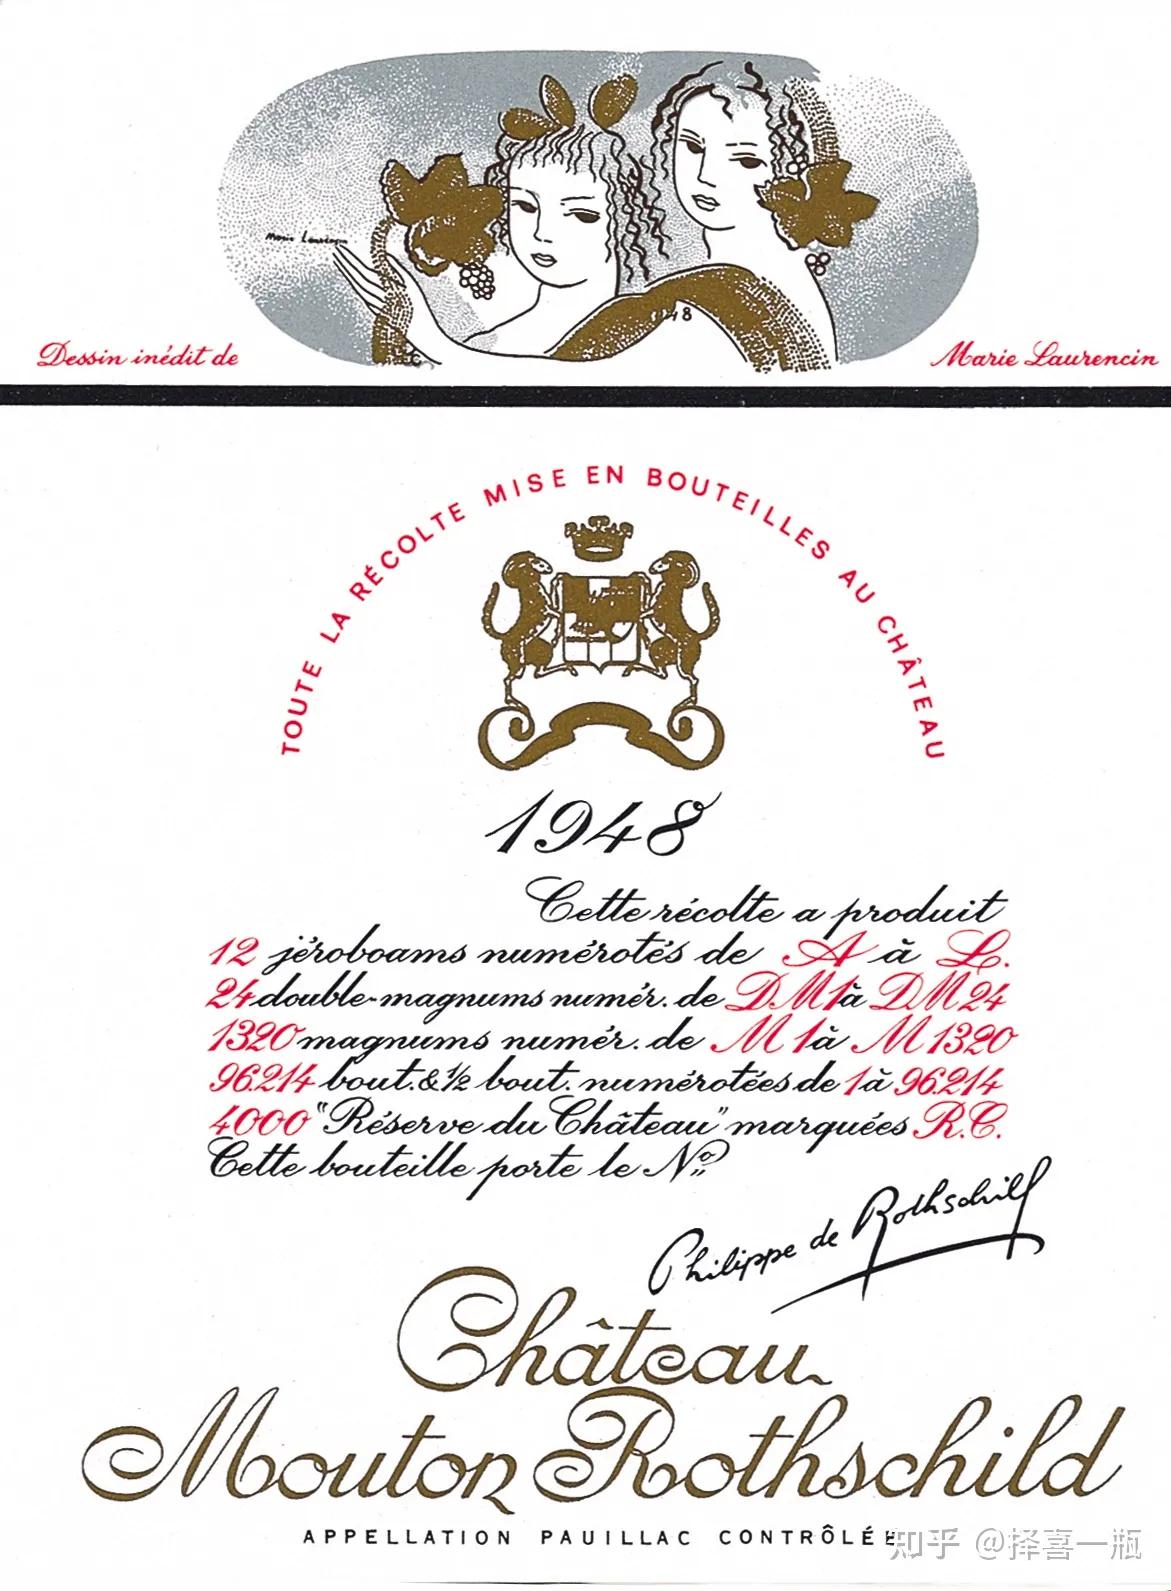 Marie Laurencin
1948
Dessin inédit de
Marie Laurencin
TOUTE LA RÉCOLTE MISE EN BOUTEILLES AU CHÂTEAU
1948
Cette récolte a produit
12 jéroboams numérotés de A à L.
24 double-magnums numér. de DM1à DM24
1320 magnums numér. de M1à M1320
96.214 bout.&½ bout. numérotées de 1 à 96.214
4000 "Réserve du Château" marquées R.C.
Cette bouteille porte le Nº
Philippe de Rothschild
Château
Mouton Rothschild
APPELLATION PAUILLAC CONTRÔLÉE
知乎 @择喜一瓶